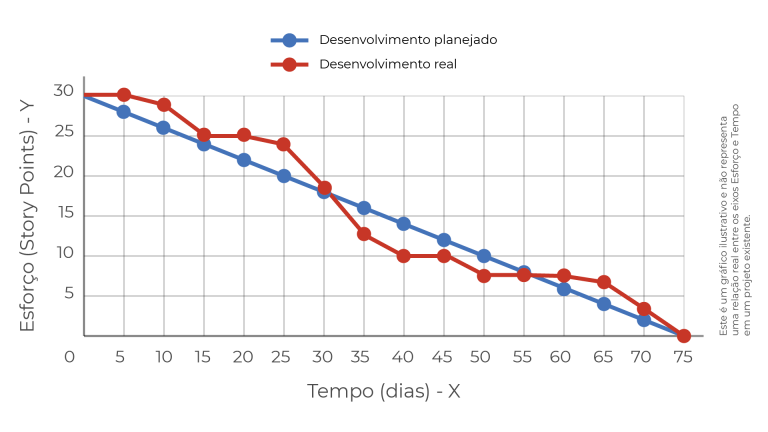 Desenvolvimento planejado
Desenvolvimento real
Esforço (Story Points) - Y
30
25
20
15
10
5
0 5 10 15 20 25 30 35 40 45 50 55 60 65 70 75
Tempo (dias) - X
Este é um gráfico ilustrativo e não representa
uma relação real entre os eixos Esforço e Tempo
em um projeto existente.